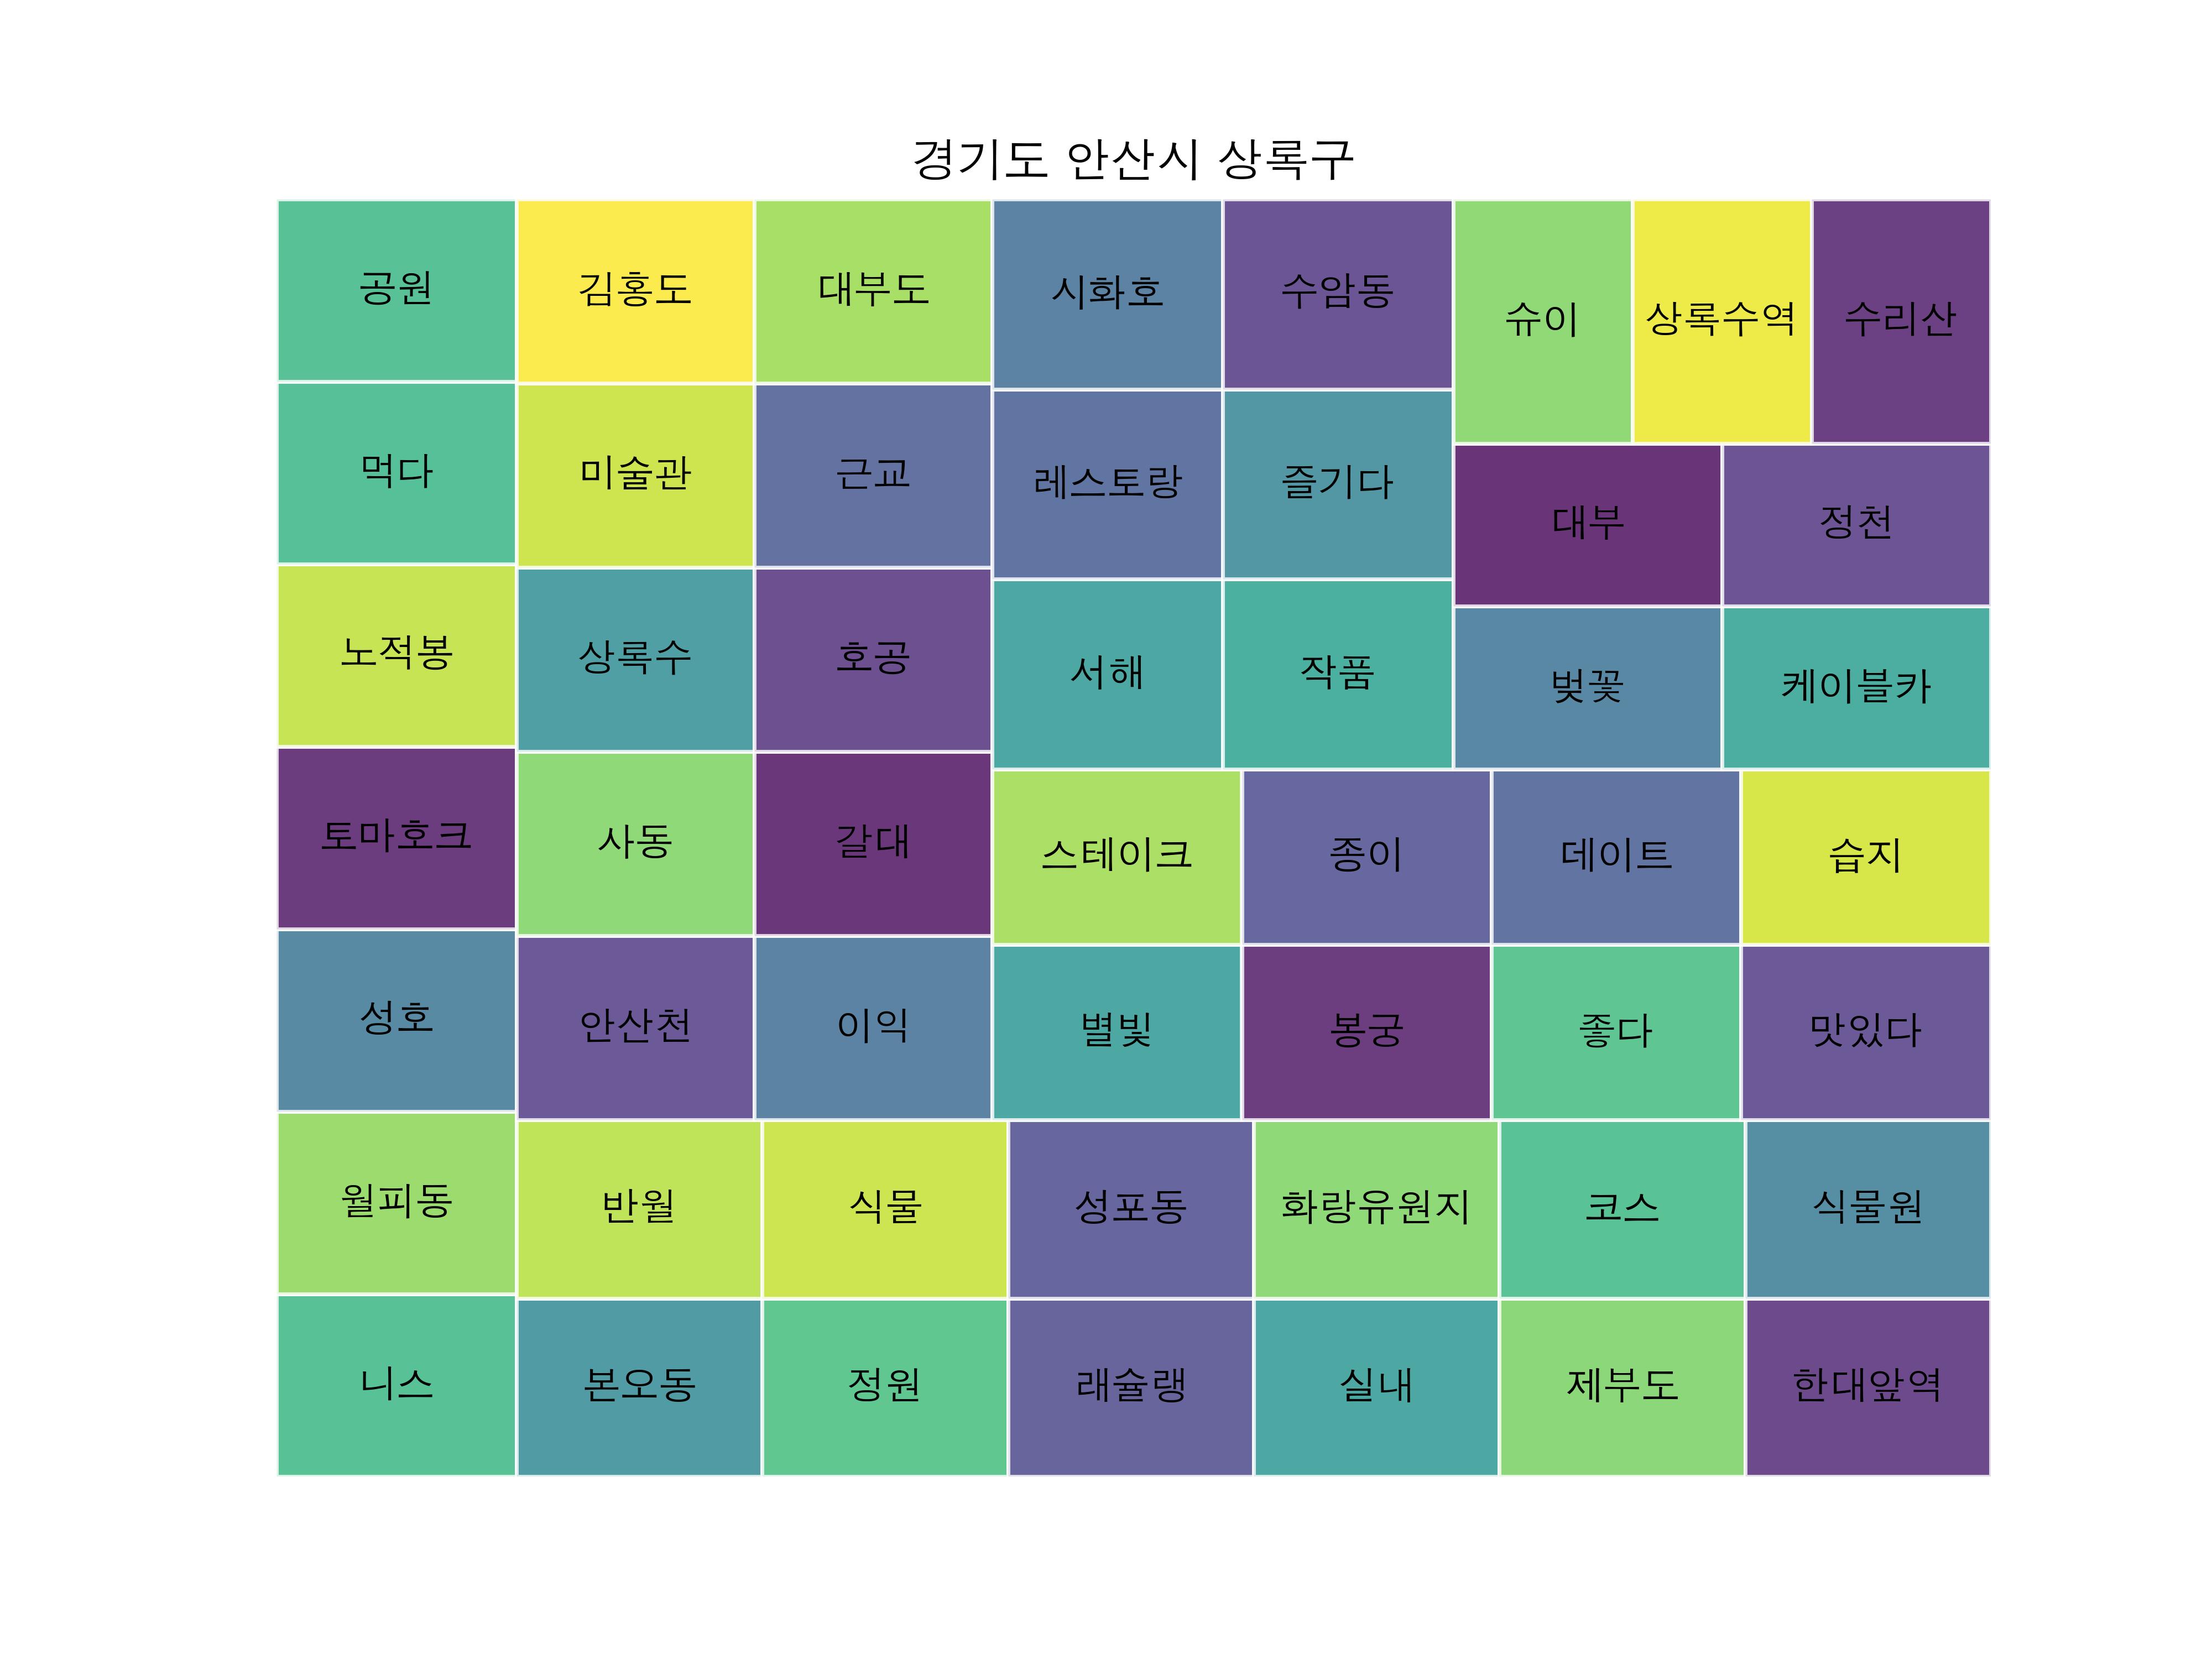 경기도 안산시 상록구
공원
김홍도
대부도
시화호
수암동
슈이
상록수역
수리산
먹다
미술관
근교
레스토랑
즐기다
대부
정천
노적봉
상록수
호공
서해
작품
벚꽃
케이블카
토마호크
사동
갈대
스테이크
종이
데이트
습지
성호
안산천
이익
별빛
봉궁
좋다
맛있다
월피동
반월
식물
성포동
화랑유원지
코스
식물원
니스
본오동
정원
래슐랭
실내
제부도
한대앞역